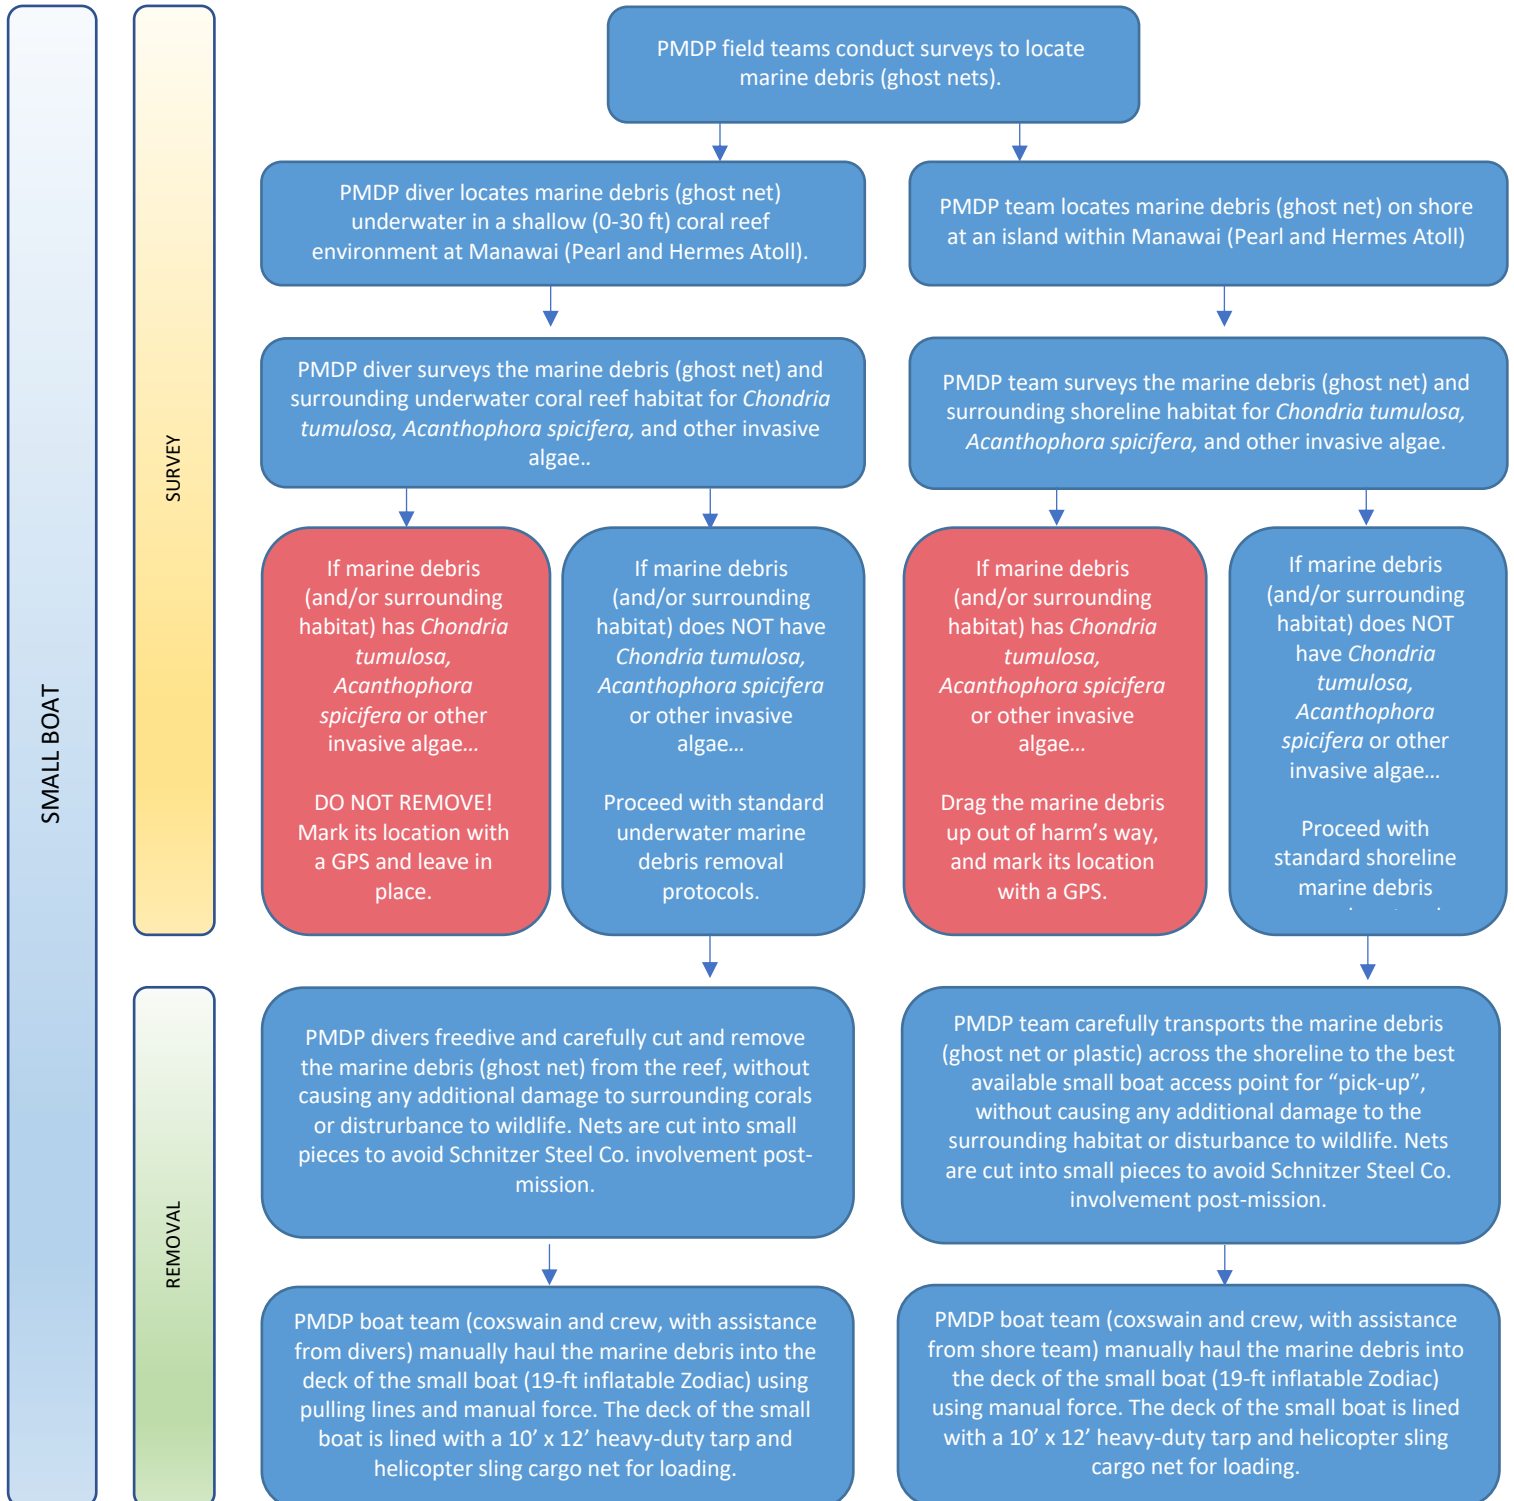 SMALL BOAT
SURVEY
REMOVAL
PMDP field teams conduct surveys to locate
marine debris (ghost nets).
PMDP diver locates marine debris (ghost net)
underwater in a shallow (0-30 ft) coral reef
environment at Manawai (Pearl and Hermes Atoll).
PMDP team locates marine debris (ghost net) on shore
at an island within Manawai (Pearl and Hermes Atoll)
PMDP diver surveys the marine debris (ghost net) and
surrounding underwater coral reef habitat for Chondria
tumulosa, Acanthophora spicifera, and other invasive
algae..
PMDP team surveys the marine debris (ghost net) and
surrounding shoreline habitat for Chondria tumulosa,
Acanthophora spicifera, and other invasive algae.
If marine debris
(and/or surrounding
habitat) has Chondria
tumulosa,
Acanthophora
spicifera or other
invasive algae…
DO NOT REMOVE!
Mark its location with
a GPS and leave in
place.
If marine debris
(and/or surrounding
habitat) does NOT have
Chondria tumulosa,
Acanthophora spicifera
or other invasive
algae…
Proceed with standard
underwater marine
debris removal
protocols.
If marine debris
(and/or surrounding
habitat) has Chondria
tumulosa,
Acanthophora spicifera
or other invasive
algae…
Drag the marine debris
up out of harm’s way,
and mark its location
with a GPS.
If marine debris
(and/or surrounding
habitat) does NOT
have Chondria
tumulosa,
Acanthophora
spicifera or other
invasive algae…
Proceed with
standard shoreline
marine debris
PMDP divers freedive and carefully cut and remove
the marine debris (ghost net) from the reef, without
causing any additional damage to surrounding corals
or distrurbance to wildlife. Nets are cut into small
pieces to avoid Schnitzer Steel Co. involvement post-
mission.
PMDP team carefully transports the marine debris
(ghost net or plastic) across the shoreline to the best
available small boat access point for “pick-up”,
without causing any additional damage to the
surrounding habitat or disturbance to wildlife. Nets
are cut into small pieces to avoid Schnitzer Steel Co.
involvement post-mission.
PMDP boat team (coxswain and crew, with assistance
from divers) manually haul the marine debris into the
deck of the small boat (19-ft inflatable Zodiac) using
pulling lines and manual force. The deck of the small
boat is lined with a 10’ x 12’ heavy-duty tarp and
helicopter sling cargo net for loading.
PMDP boat team (coxswain and crew, with assistance
from shore team) manually haul the marine debris into
the deck of the small boat (19-ft inflatable Zodiac)
using manual force. The deck of the small boat is lined
with a 10’ x 12’ heavy-duty tarp and helicopter sling
cargo net for loading.